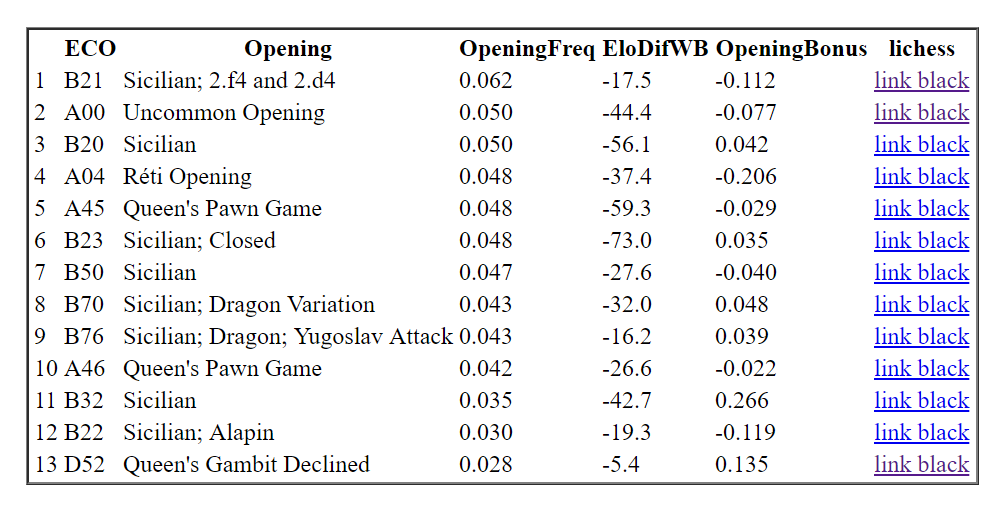 ECO Opening OpeningFreq EloDifWB OpeningBonus lichess
1 B21 Sicilian; 2.f4 and 2.d4 0.062 -17.5 -0.112 link black
2 A00 Uncommon Opening 0.050 -44.4 -0.077 link black
3 B20 Sicilian 0.050 -56.1 0.042 link black
4 A04 Réti Opening 0.048 -37.4 -0.206 link black
5 A45 Queen's Pawn Game 0.048 -59.3 -0.029 link black
6 B23 Sicilian; Closed 0.048 -73.0 0.035 link black
7 B50 Sicilian 0.047 -27.6 -0.040 link black
8 B70 Sicilian; Dragon Variation 0.043 -32.0 0.048 link black
9 B76 Sicilian; Dragon; Yugoslav Attack 0.043 -16.2 0.039 link black
10 A46 Queen's Pawn Game 0.042 -26.6 -0.022 link black
11 B32 Sicilian 0.035 -42.7 0.266 link black
12 B22 Sicilian; Alapin 0.030 -19.3 -0.119 link black
13 D52 Queen's Gambit Declined 0.028 -5.4 0.135 link black